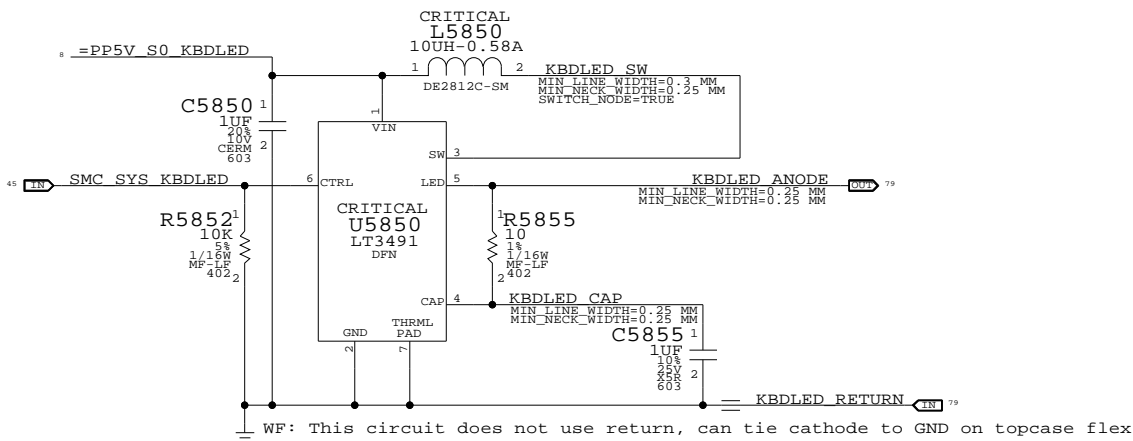 CRITICAL
L5850
10UH-0.58A
8 =PP5V_S0_KBDLED
1 2 KBDLED_SW
DE2812C-SM
MIN_LINE_WIDTH=0.3 MM
MIN_NECK_WIDTH=0.25 MM
SWITCH_NODE=TRUE
C5850 1
1UF
20%
10V
CERM 2
603
1
VIN
SW 3
45 IN SMC_SYS_KBDLED 6 CTRL
LED 5 KBDLED_ANODE OUT 79
MIN_LINE_WIDTH=0.25 MM
MIN_NECK_WIDTH=0.25 MM
R5852 1
10K
5%
1/16W
MF-LF
402 2
CRITICAL
U5850
LT3491
DFN
1 R5855
10
1%
1/16W
MF-LF
2 402
CAP 4 KBDLED_CAP
MIN_LINE_WIDTH=0.25 MM
MIN_NECK_WIDTH=0.25 MM
GND
THRML
PAD
2 7
C5855 1
1UF
10%
25V
X5R 2
603
KBDLED_RETURN IN 79
WF: This circuit does not use return, can tie cathode to GND on topcase flex